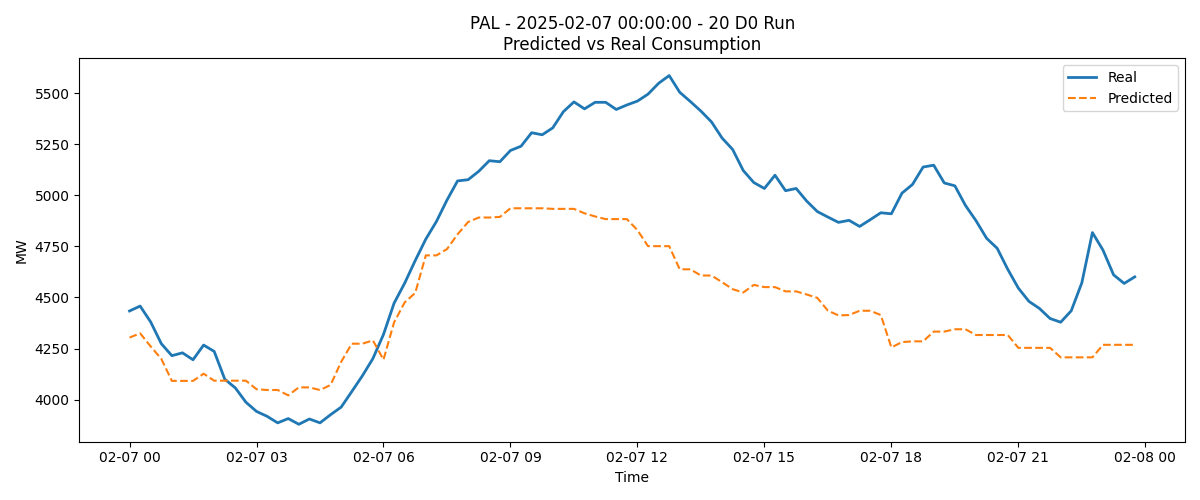 PAL - 2025-02-07 00:00:00 - 20 D0 Run
Predicted vs Real Consumption
Real
Predicted
MW
5500
5250
5000
4750
4500
4250
4000
02-07 00
02-07 03
02-07 06
02-07 09
02-07 12
02-07 15
02-07 18
02-07 21
02-08 00
Time